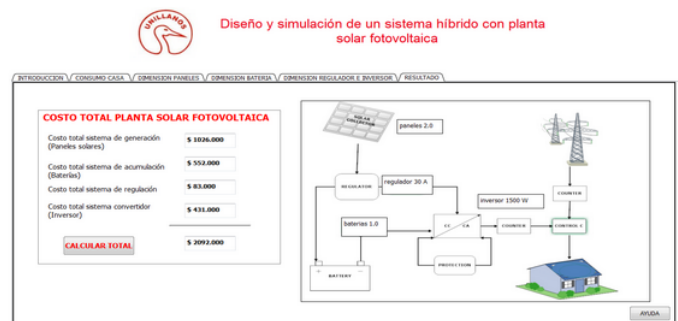 UNILLANOS
Diseño y simulación de un sistema híbrido con planta
solar fotovoltaica
INTRODUCCION
CONSUMO CASA
DIMENSION PANELES
DIMENSION BATERIA
DIMENSION REGULADOR E INVERSOR
RESULTADO
COSTO TOTAL PLANTA SOLAR FOTOVOLTAICA
Costo total sistema de generación
(Paneles solares)
$ 1026.000
Costo total sistema de acumulación
(Baterías)
$ 552.000
Costo total sistema de regulación
$ 83.000
Costo total sistema convertidor
(Inversor)
$ 431.000
CALCULAR TOTAL
$ 2092.000
SOLAR
COLLECTOR
paneles 2.0
REGULATOR
regulador 30 A
inversor 1500 W
COUNTER
baterias 1.0
CC
CA
COUNTER
CONTROL C
PROTECTION
BATTERY
AYUDA